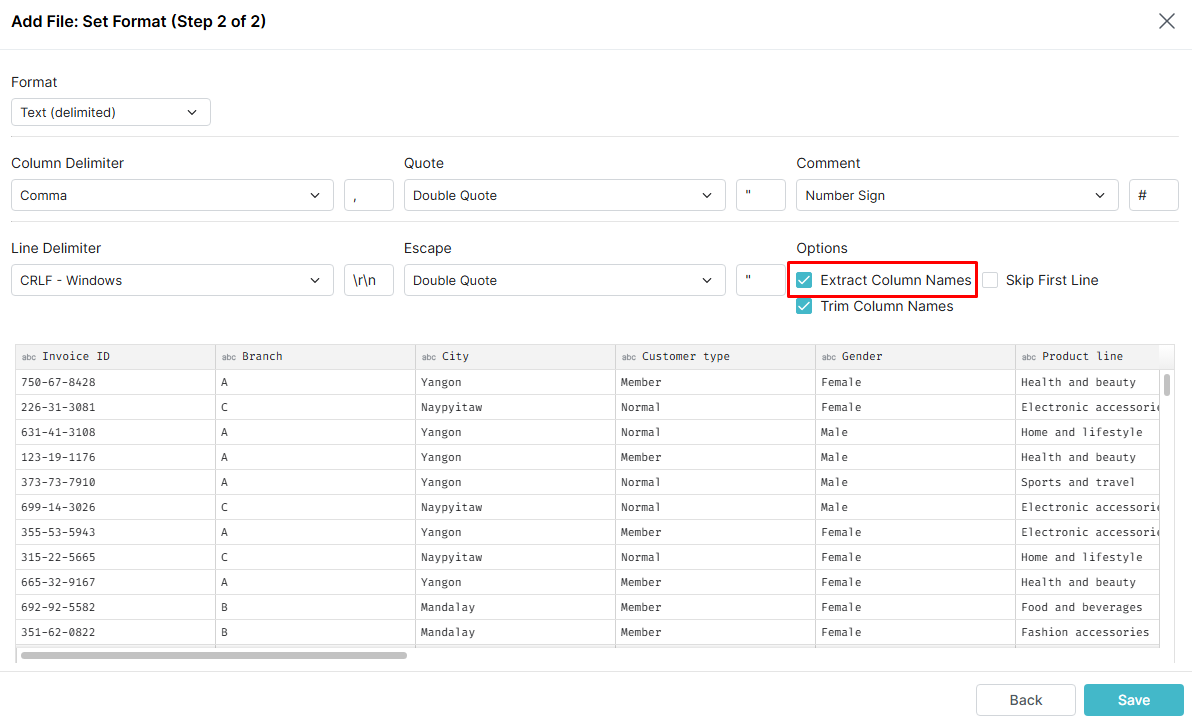 Add File: Set Format (Step 2 of 2)
Format
Text (delimited)
Column Delimiter Quote Comment
Comma , Double Quote " Number Sign #
Line Delimiter Escape Options
CRLF - Windows \r\n Double Quote " Extract Column Names Skip First Line
Trim Column Names
abc Invoice ID abc Branch abc City abc Customer type abc Gender abc Product line
750-67-8428 A Yangon Member Female Health and beauty
226-31-3081 C Naypyitaw Normal Female Electronic accessorie
631-41-3108 A Yangon Normal Male Home and lifestyle
123-19-1176 A Yangon Member Male Health and beauty
373-73-7910 A Yangon Normal Male Sports and travel
699-14-3026 C Naypyitaw Normal Male Electronic accessorie
355-53-5943 A Yangon Member Female Electronic accessorie
315-22-5665 C Naypyitaw Normal Female Home and lifestyle
665-32-9167 A Yangon Member Female Health and beauty
692-92-5582 B Mandalay Member Female Food and beverages
351-62-0822 B Mandalay Member Female Fashion accessories
Back Save